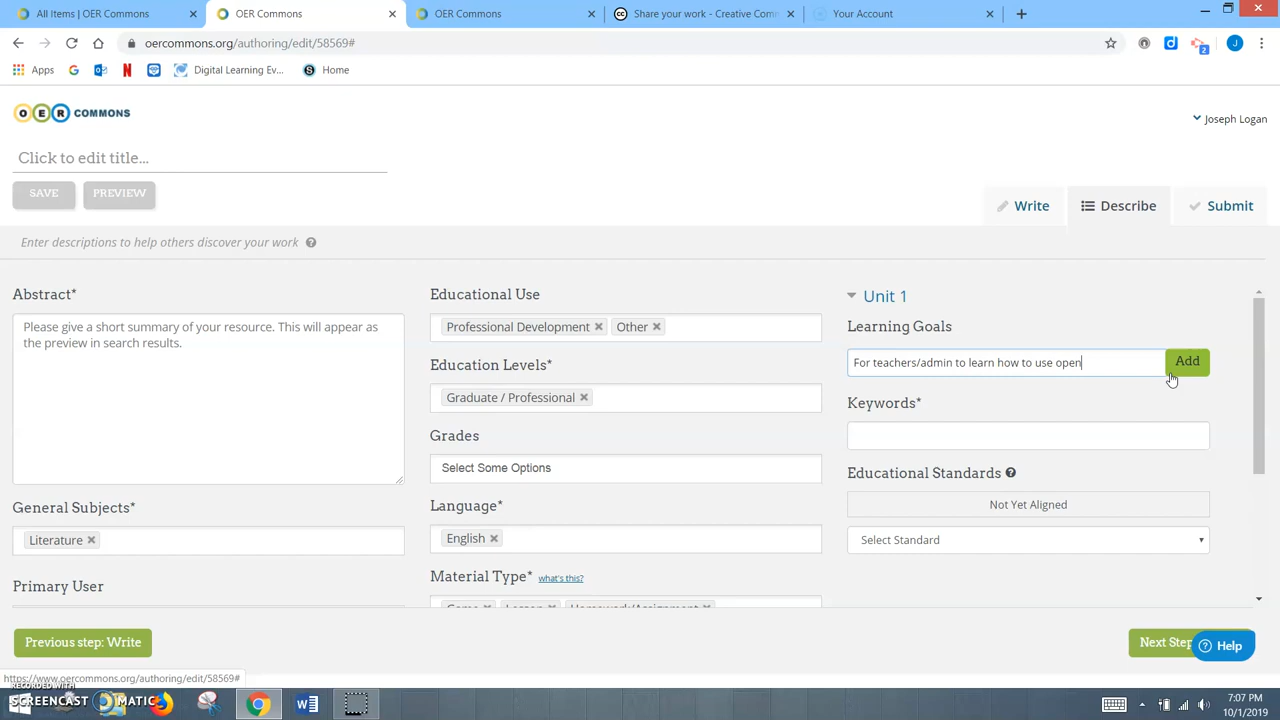 All Items | OER Commons
OER Commons
OER Commons
Share your work - Creative Com
Your Account
oercommons.org/authoring/edit/58569#
Apps
Digital Learning Ev...
Home
OER COMMONS
Joseph Logan
Click to edit title...
SAVE
PREVIEW
Write
Describe
Submit
Enter descriptions to help others discover your work
Abstract*
Please give a short summary of your resource. This will appear as
the preview in search results.
General Subjects*
Literature
Primary User
Educational Use
Professional Development
Other
Education Levels*
Graduate / Professional
Grades
Select Some Options
Language*
English
Material Type* what's this?
Game Lesson Homework/Assignment
Unit 1
Learning Goals
For teachers/admin to learn how to use open
Add
Keywords*
Educational Standards
Not Yet Aligned
Select Standard
Previous step: Write
Next Step
Help
https://www.oercommons.org/authoring/edit/58569#
RECORDED WITH
SCREENCAST MATIC
7:07 PM
10/1/2019